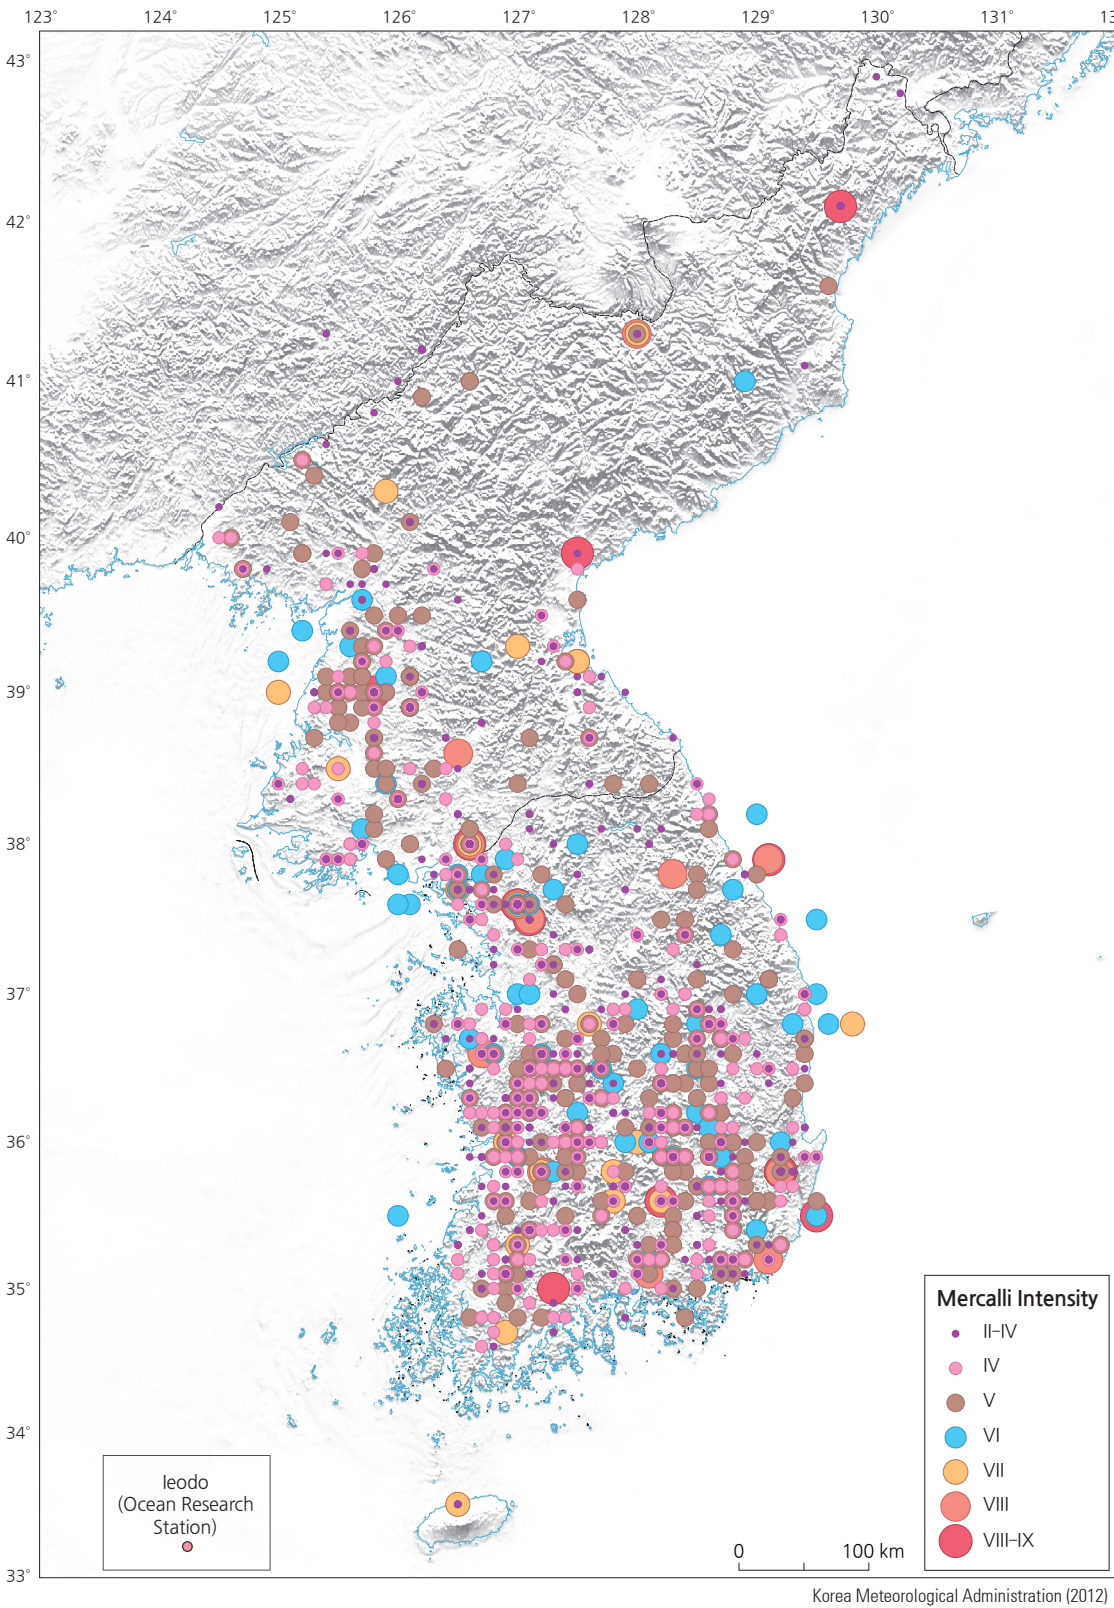 123° 124° 125° 126° 127° 128° 129° 130° 131° 13
43°
42°
41°
40°
39°
38°
37°
36°
35°
34°
33°
Mercalli Intensity
II–IV
IV
V
VI
VII
VIII
VIII–IX
Ieodo
(Ocean Research
Station)
0 100 km
Korea Meteorological Administration (2012)